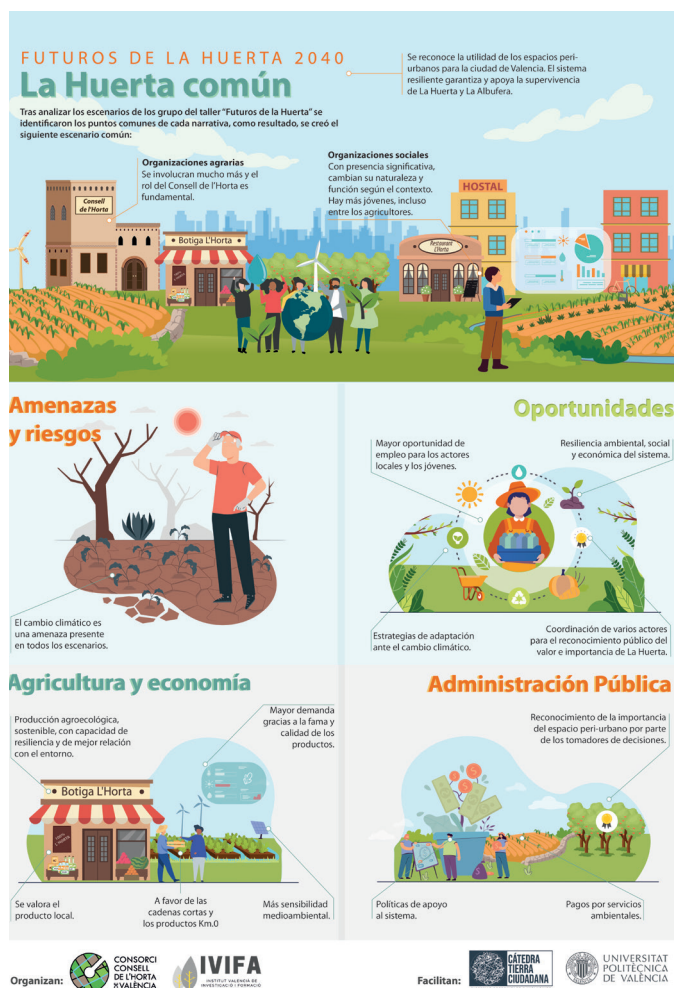 FUTUROS DE LA HUERTA 2040
La Huerta común
Tras analizar los escenarios de los grupo del taller "Futuros de la Huerta" se
identificaron los puntos comunes de cada narrativa, como resultado, se creó el
siguiente escenario común:
Se reconoce la utilidad de los espacios peri-
urbanos para la ciudad de Valencia. El sistema
resiliente garantiza y apoya la supervivencia
de La Huerta y La Albufera.
Organizaciones agrarias
Se involucran mucho más y el
rol del Consell de l'Horta es
fundamental.
Organizaciones sociales
Con presencia significativa,
cambian su naturaleza y
función según el contexto.
Hay más jóvenes, incluso
entre los agricultores.
Consell
de l'Horta
Botiga L'Horta
Restaurant
L'Horta
HOSTAL
Amenazas
y riesgos
El cambio climático es
una amenaza presente
en todos los escenarios.
Oportunidades
Mayor oportunidad de
empleo para los actores
locales y los jóvenes.
Resiliencia ambiental, social
y económica del sistema.
Estrategias de adaptación
ante el cambio climático.
Coordinación de varios actores
para el reconocimiento público del
valor e importancia de La Huerta.
Agricultura y economía
Producción agroecológica,
sostenible, con capacidad de
resiliencia y de mejor relación
con el entorno.
Mayor demanda
gracias a la fama y
calidad de los
productos.
Botiga L'Horta
Se valora el
producto local.
A favor de las
cadenas cortas y
los productos Km.0
Más sensibilidad
medioambiental.
Administración Pública
Reconocimiento de la importancia
del espacio peri-urbano por parte
de los tomadores de decisiones.
Políticas de apoyo
al sistema.
Pagos por servicios
ambientales.
Organizan:
CONSORCI
CONSELL
DE L'HORTA
DE VALÈNCIA
IVIFA
INSTITUT VALENCIÀ DE
INVESTIGACIÓ I FORMACIÓ
Facilitan:
CÁTEDRA
TIERRA
CIUDADANA
UNIVERSITAT
POLITÈCNICA
DE VALÈNCIA